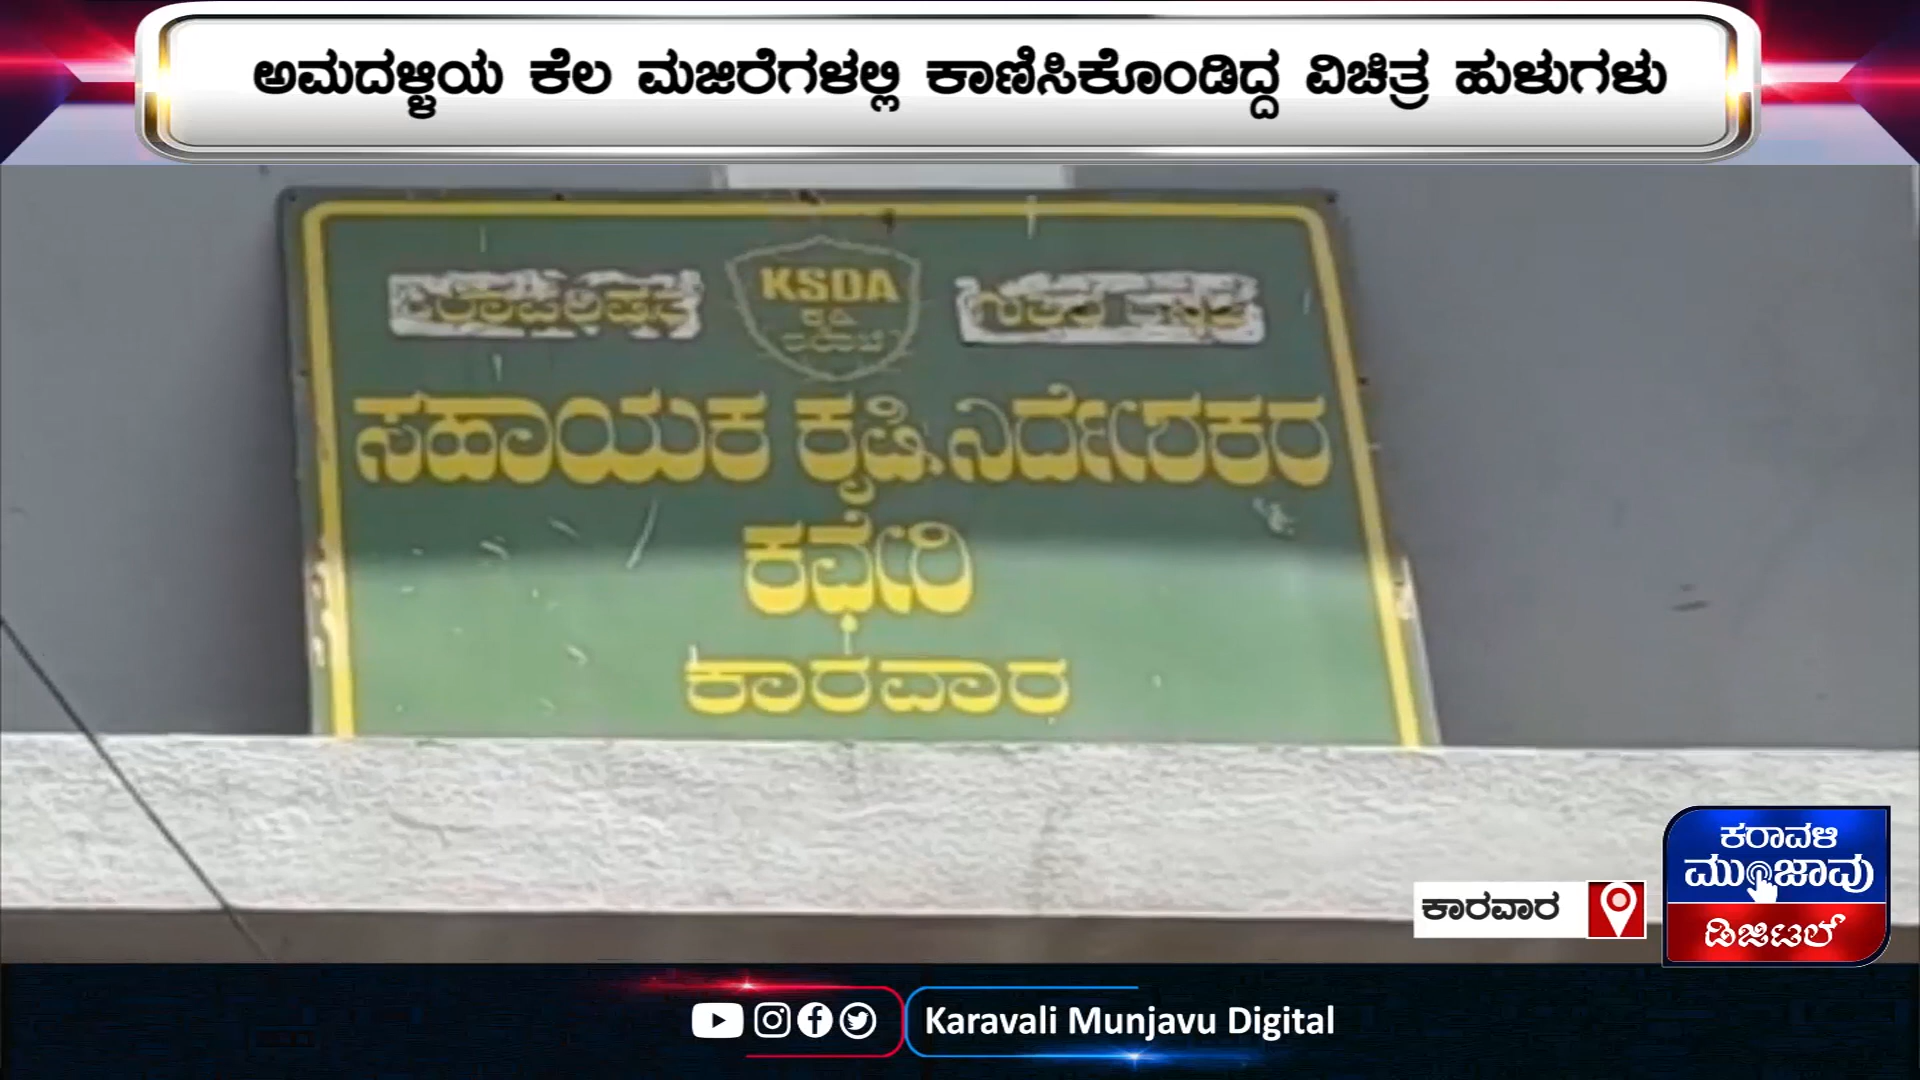 ಅಮದಳ್ಳಿಯ ಕೆಲ ಮಜಿರೆಗಳಲ್ಲಿ ಕಾಣಿಸಿಕೊಂಡಿದ್ದ ವಿಚಿತ್ರ ಹುಳುಗಳು
KSDA
ಸಹಾಯಕ ಕೃಷಿ ನಿರ್ದೇಶಕರ
ಕಛೇರಿ
ಕಾರವಾರ
ಕರಾವಳಿ
ಮುಂಜಾವು
ಕಾರವಾರ
ಡಿಜಿಟಲ್
Karavali Munjavu Digital